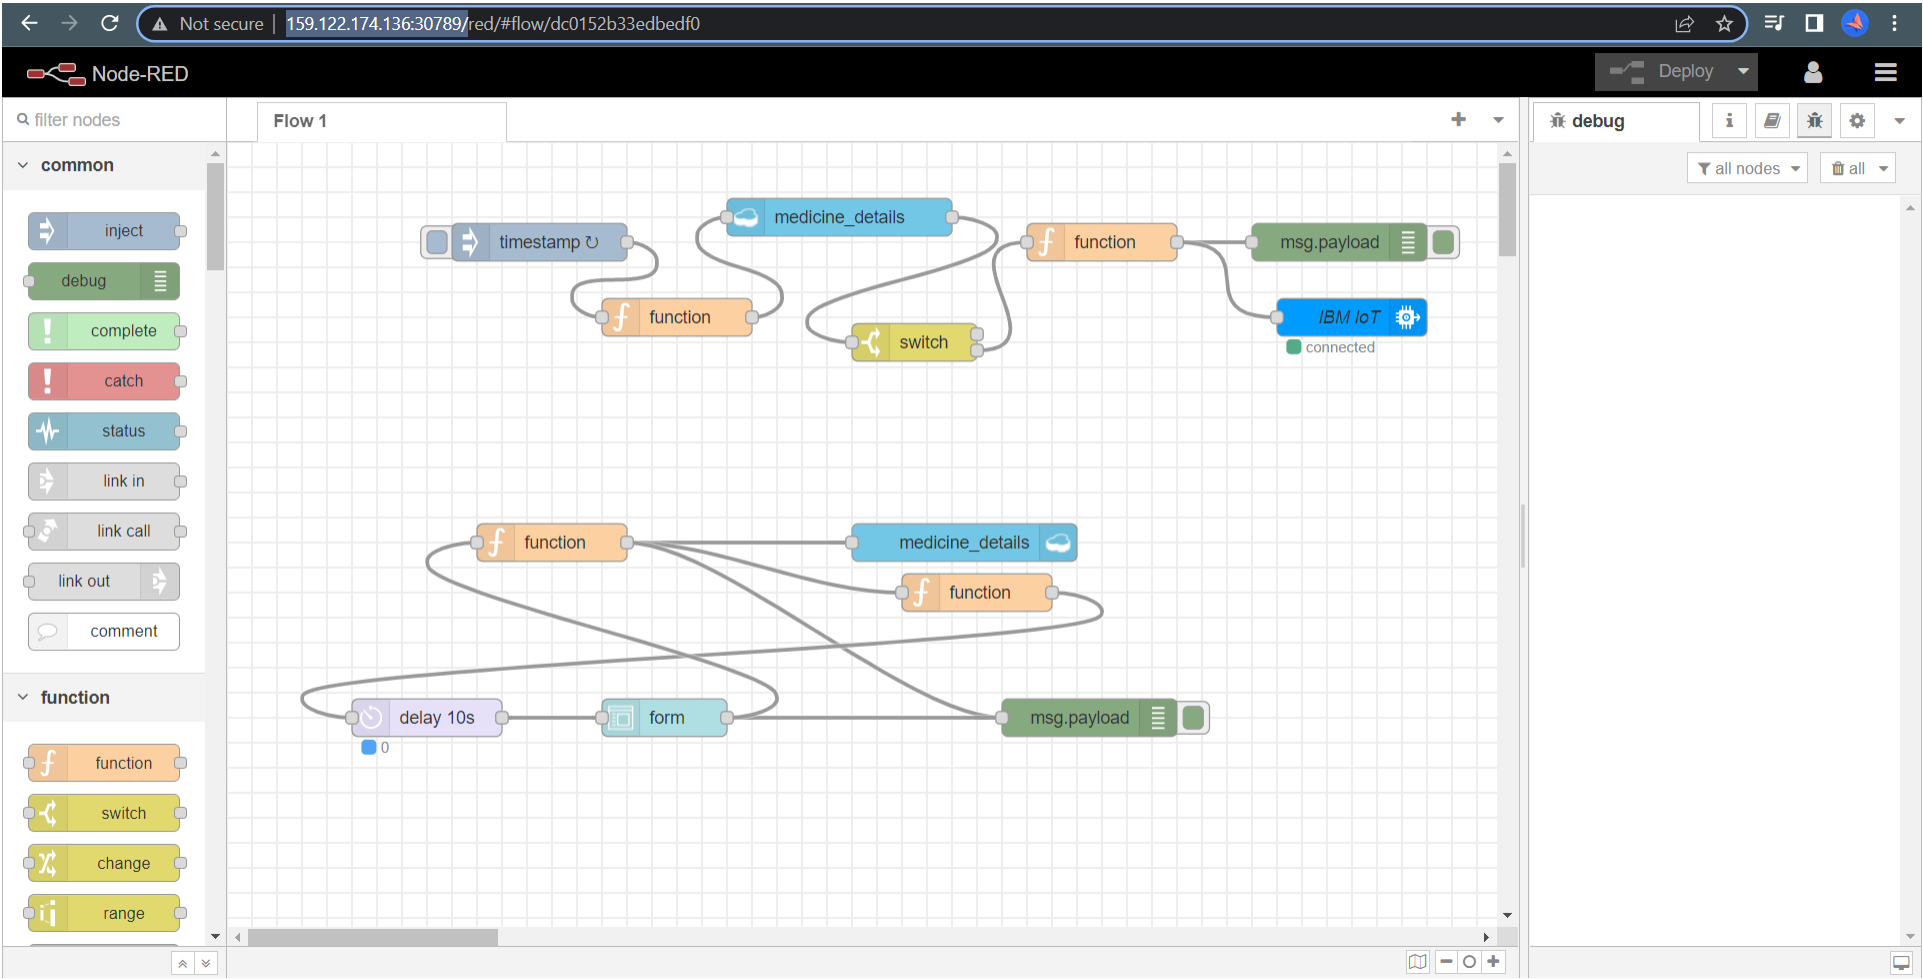 Not secure | 159.122.174.136:30789/red/#flow/dc0152b33edbedf0
Node-RED
Deploy
filter nodes
Flow 1
debug
i
all nodes
all
common
inject
debug
complete
catch
status
link in
link call
link out
comment
function
function
switch
change
range
timestamp ↻
function
medicine_details
switch
function
msg.payload
IBM IoT
connected
function
medicine_details
function
delay 10s
0
form
msg.payload